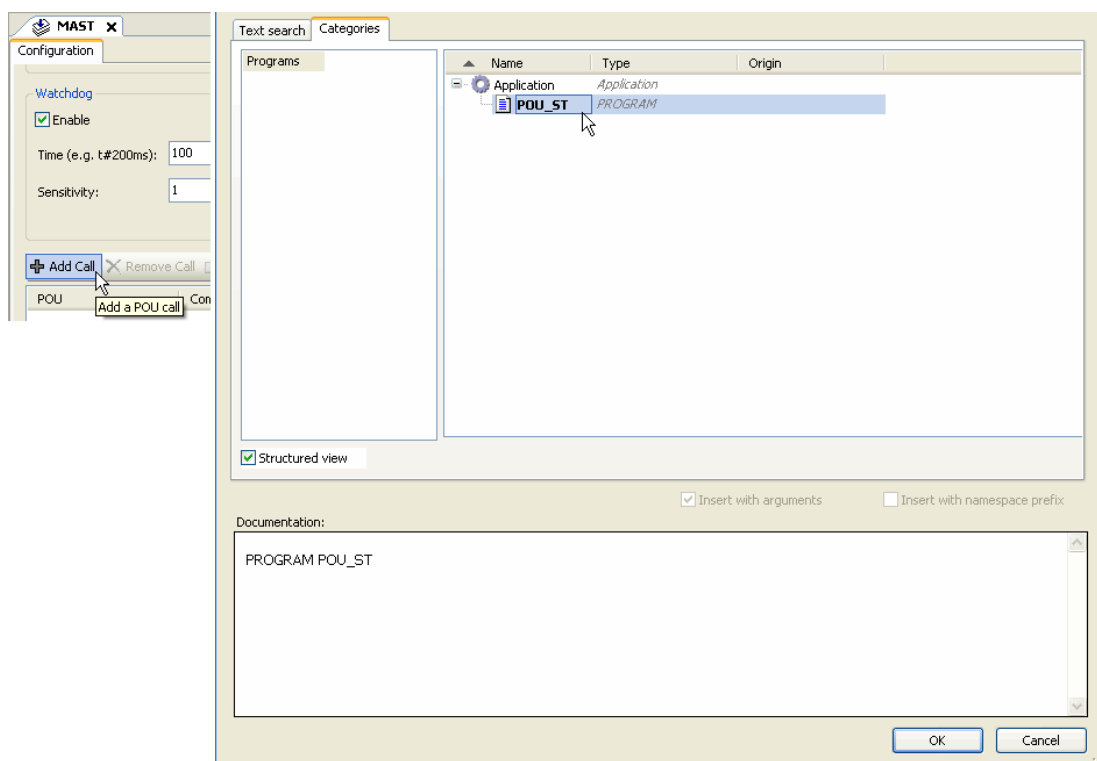 MAST
Configuration
Watchdog
Enable
Time (e.g. t#200ms): 100
Sensitivity: 1
Add Call Remove Call
POU Con
Add a POU call
Text search Categories
Programs
Name Type Origin
Application Application
POU_ST PROGRAM
Structured view
Insert with arguments Insert with namespace prefix
Documentation:
PROGRAM POU_ST
OK Cancel